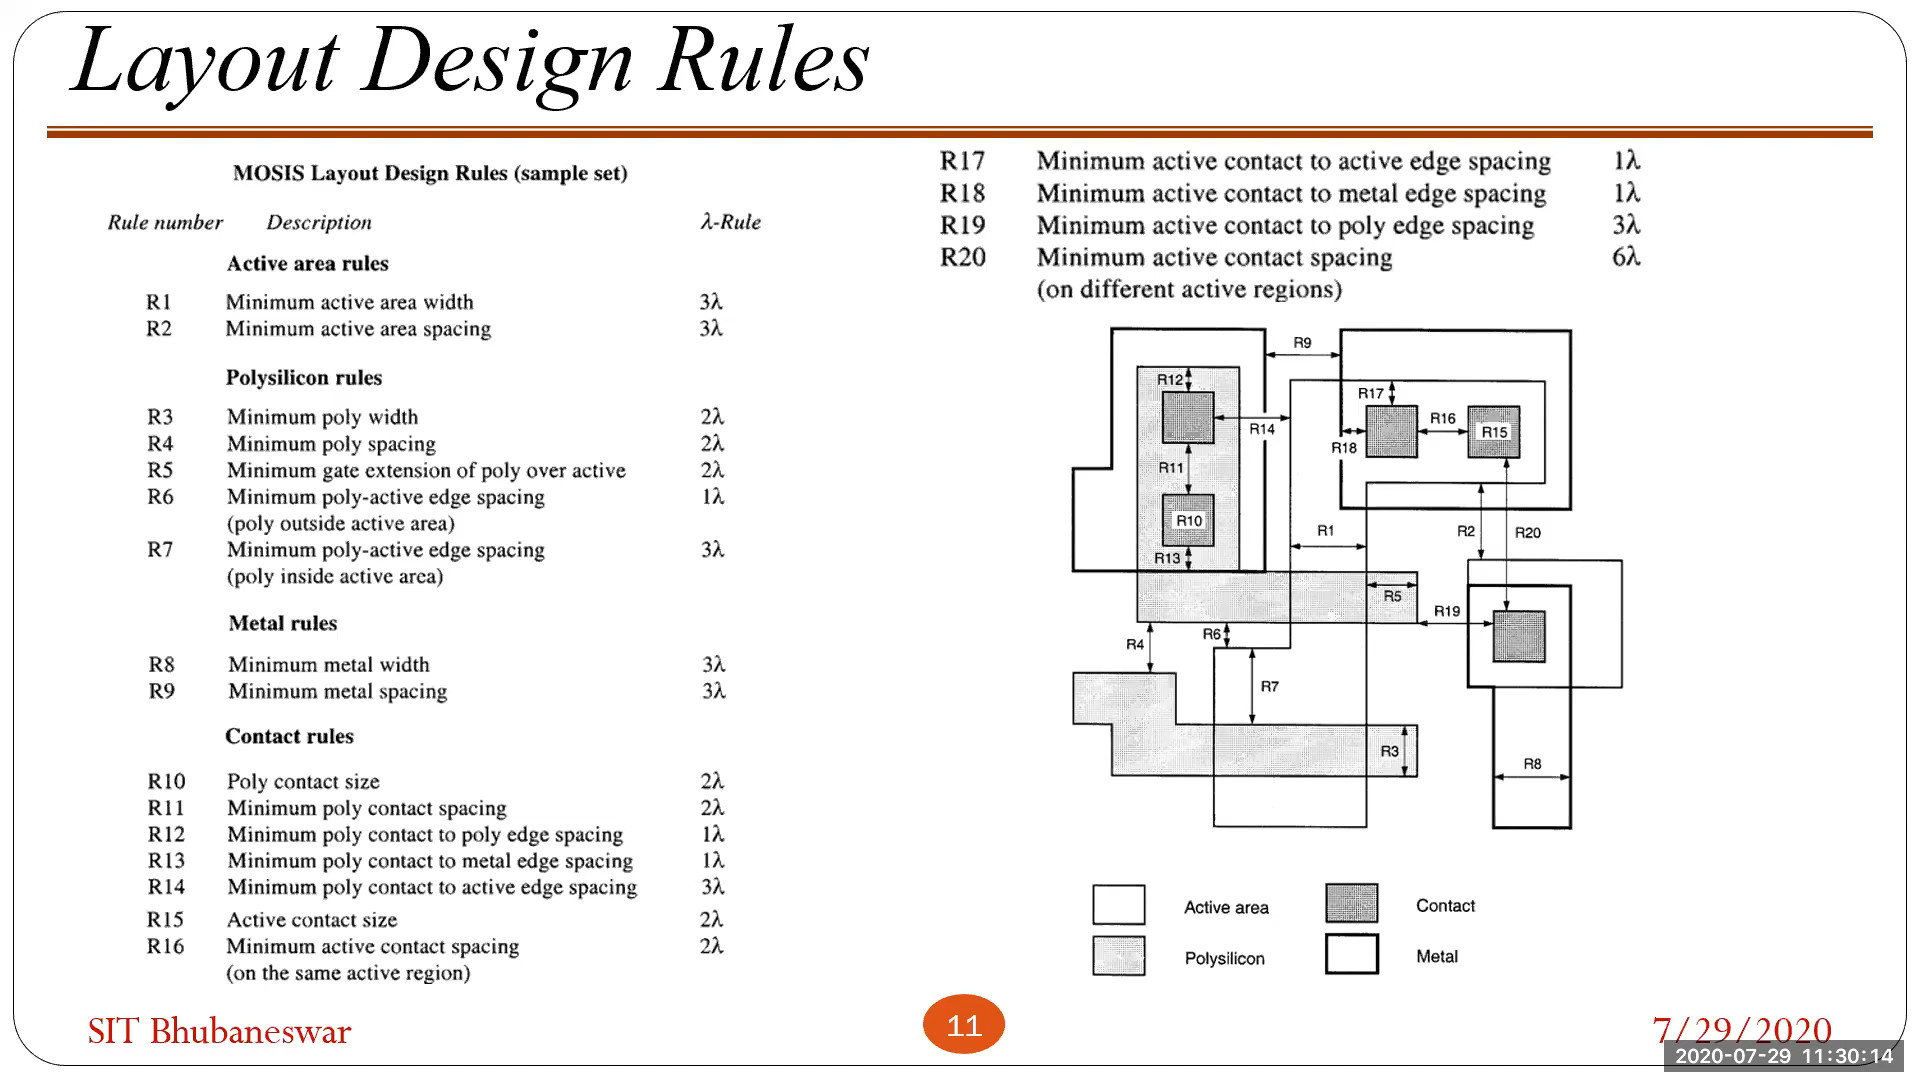 Layout Design Rules
MOSIS Layout Design Rules (sample set)
Rule number Description λ-Rule
Active area rules
R1 Minimum active area width 3λ
R2 Minimum active area spacing 3λ
Polysilicon rules
R3 Minimum poly width 2λ
R4 Minimum poly spacing 2λ
R5 Minimum gate extension of poly over active 2λ
R6 Minimum poly-active edge spacing 1λ
(poly outside active area)
R7 Minimum poly-active edge spacing 3λ
(poly inside active area)
Metal rules
R8 Minimum metal width 3λ
R9 Minimum metal spacing 3λ
Contact rules
R10 Poly contact size 2λ
R11 Minimum poly contact spacing 2λ
R12 Minimum poly contact to poly edge spacing 1λ
R13 Minimum poly contact to metal edge spacing 1λ
R14 Minimum poly contact to active edge spacing 3λ
R15 Active contact size 2λ
R16 Minimum active contact spacing 2λ
(on the same active region)
R17 Minimum active contact to active edge spacing 1λ
R18 Minimum active contact to metal edge spacing 1λ
R19 Minimum active contact to poly edge spacing 3λ
R20 Minimum active contact spacing 6λ
(on different active regions)
R9
R12
R17
R14
R16
R15
R18
R11
R10
R1
R2
R20
R13
R5
R19
R6
R4
R7
R3
R8
Active area
Contact
Polysilicon
Metal
SIT Bhubaneswar
11
7/29/2020
2020-07-29 11:30:14